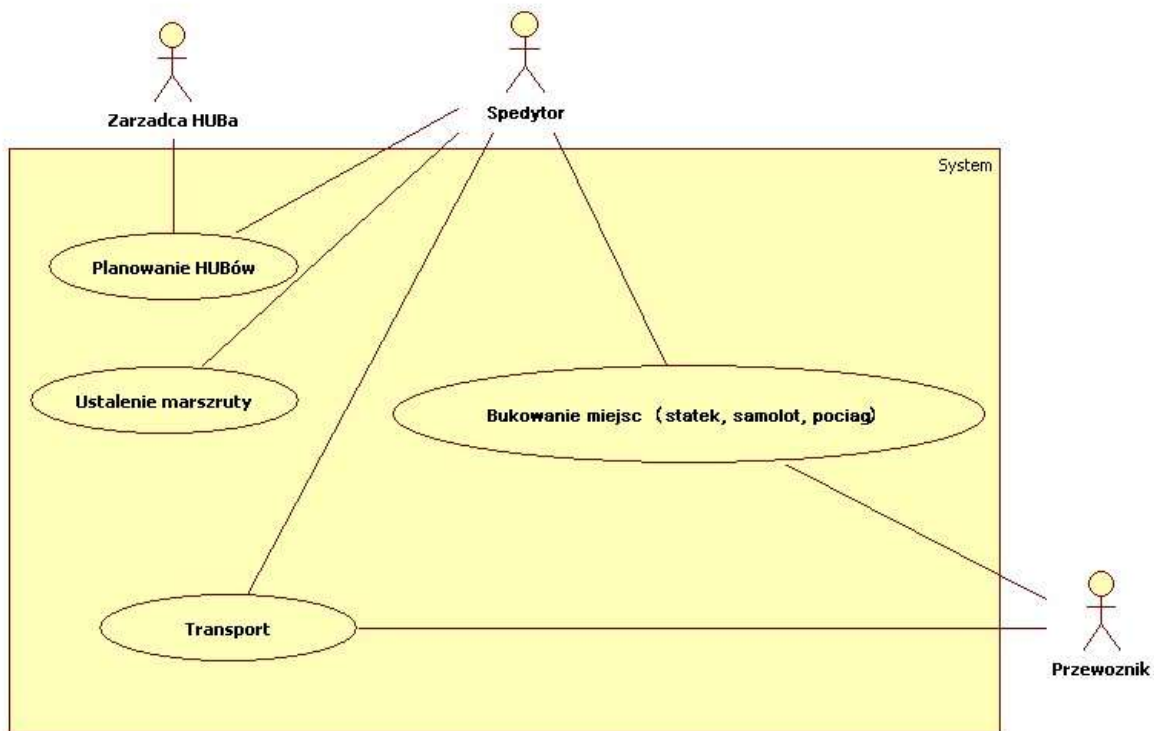 Zarzadca HUBa
Spedytor
System
Planowanie HUBów
Ustalenie marszruty
Bukowanie miejsc (statek, samolot, pociag)
Transport
Przewoznik